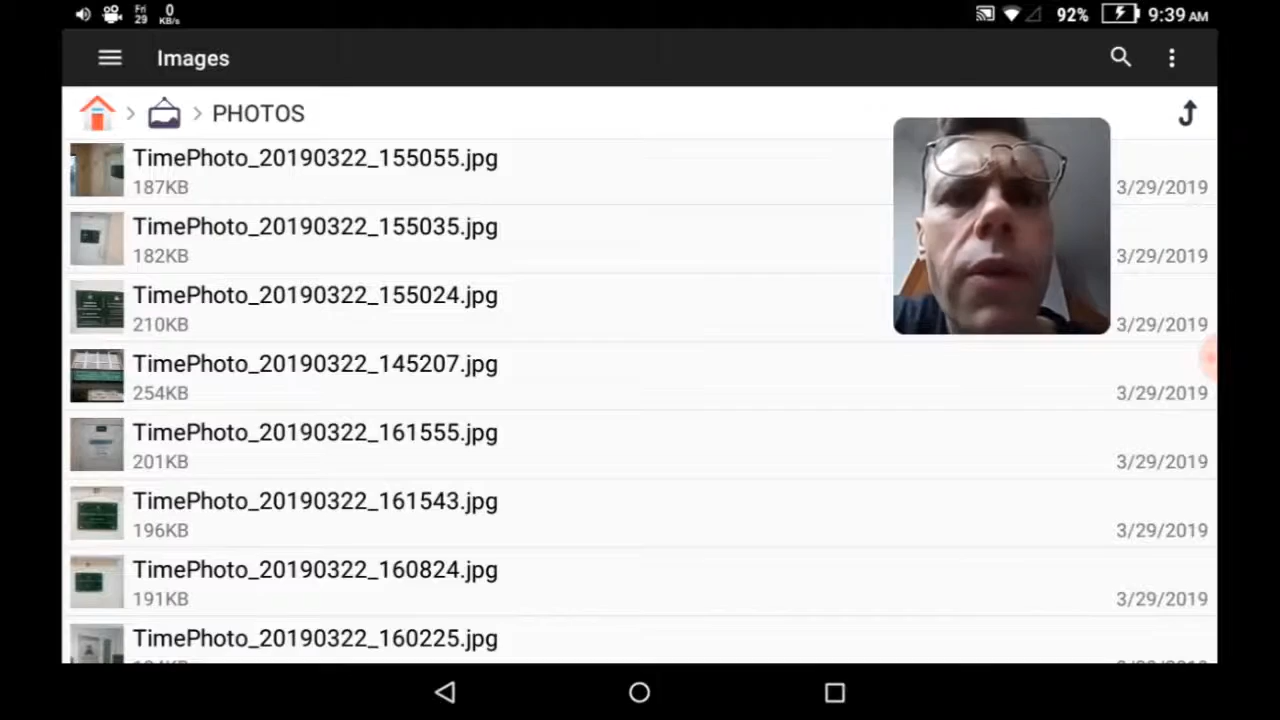 Fri
29
0
KB/s
92%
9:39 AM
Images
PHOTOS
TimePhoto_20190322_155055.jpg
187KB
3/29/2019
TimePhoto_20190322_155035.jpg
182KB
3/29/2019
TimePhoto_20190322_155024.jpg
210KB
3/29/2019
TimePhoto_20190322_145207.jpg
254KB
3/29/2019
TimePhoto_20190322_161555.jpg
201KB
3/29/2019
TimePhoto_20190322_161543.jpg
196KB
3/29/2019
TimePhoto_20190322_160824.jpg
191KB
3/29/2019
TimePhoto_20190322_160225.jpg